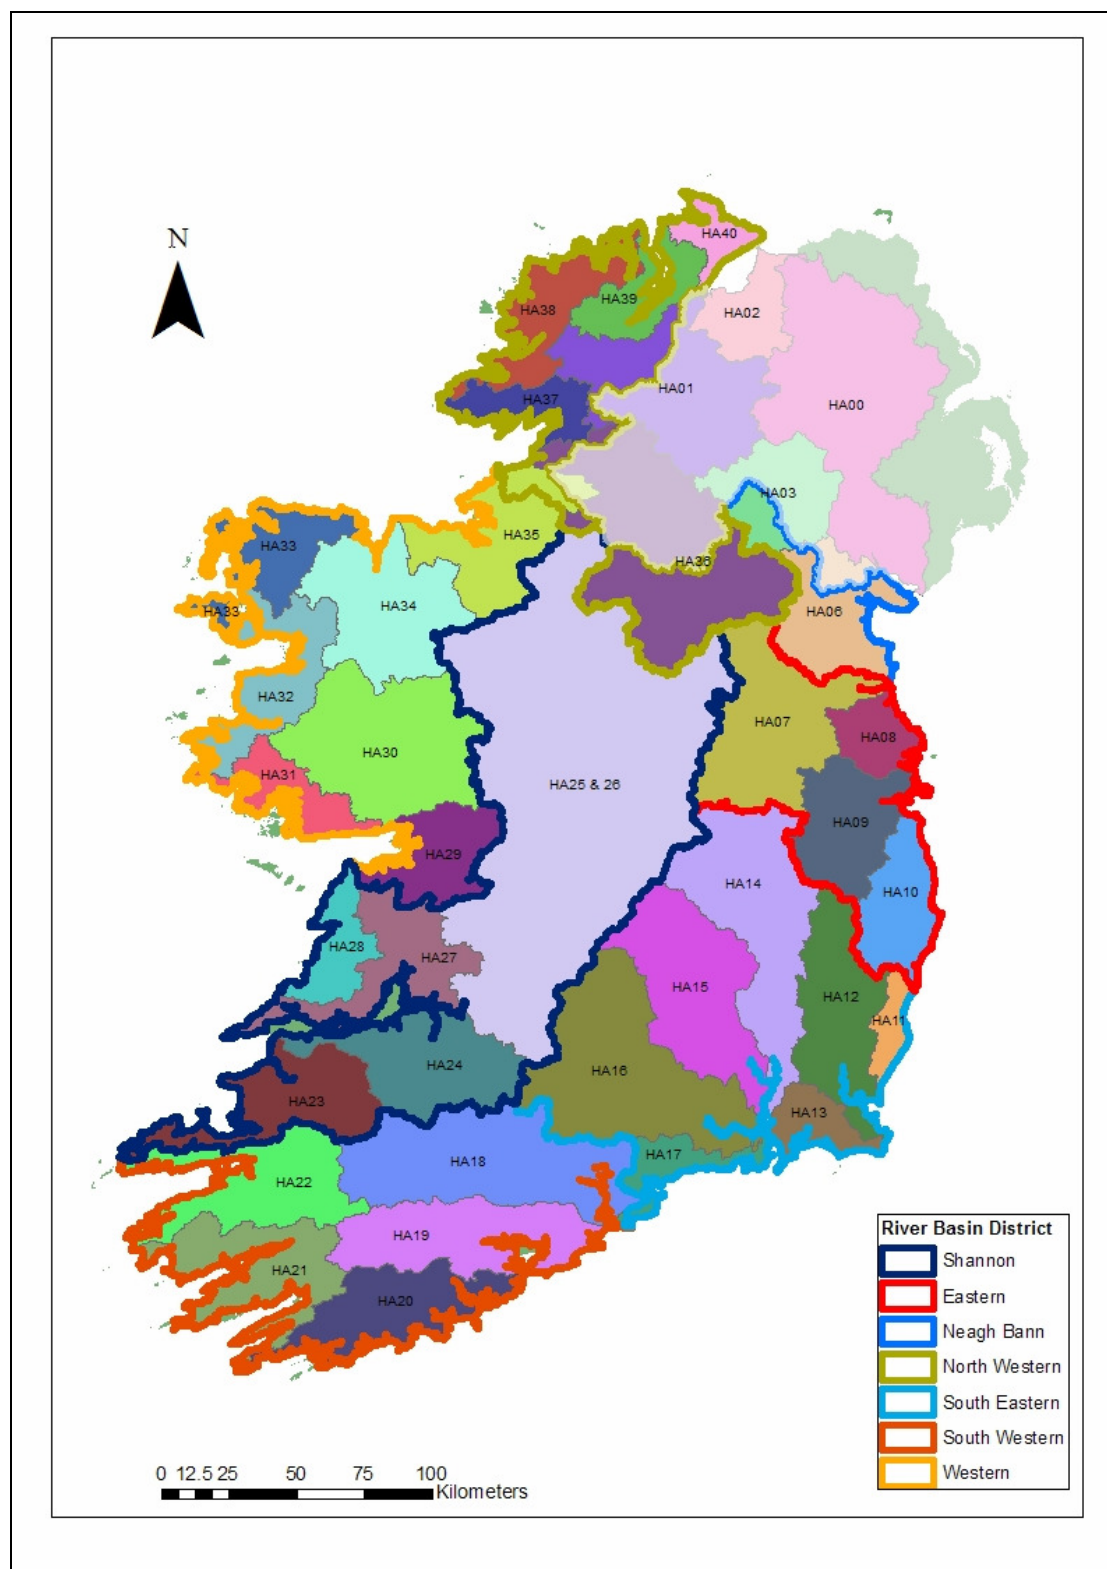 N
HA40
HA39
HA38
HA02
HA01
HA37
HA00
HA03
HA35
HA33
HA36
HA34
HA33
HA06
HA32
HA07
HA08
HA30
HA31
HA25 & 26
HA09
HA29
HA14
HA10
HA28
HA27
HA15
HA12
HA11
HA24
HA16
HA23
HA13
HA17
HA18
HA22
HA19
HA21
HA20
River Basin District
Shannon
Eastern
Neagh Bann
North Western
South Eastern
South Western
Western
0 12.5 25 50 75 100
Kilometers